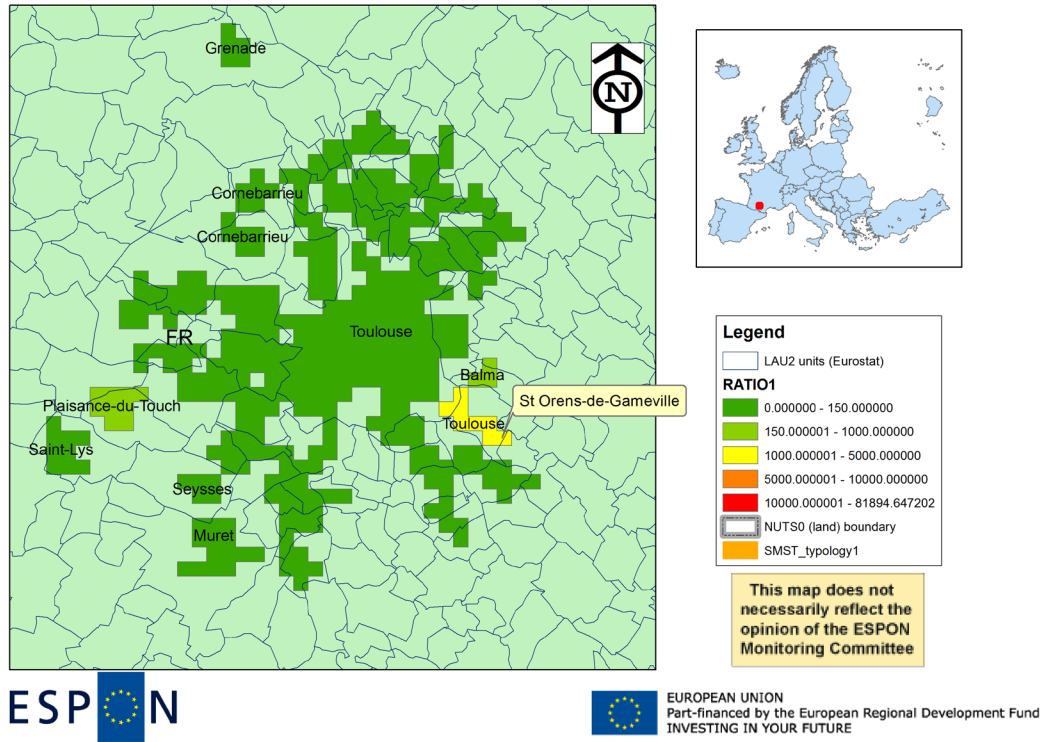 Grenade
N
Cornebarrieu
Cornebarrieu
Toulouse
FR
Balma
Plaisance-du-Touch
St Orens-de-Gameville
Toulouse
Saint-Lys
Seysses
Muret
Legend
LAU2 units (Eurostat)
RATIO1
0.000000 - 150.000000
150.000001 - 1000.000000
1000.000001 - 5000.000000
5000.000001 - 10000.000000
10000.000001 - 81894.647202
NUTS0 (land) boundary
SMST_typology1
This map does not
necessarily reflect the
opinion of the ESPON
Monitoring Committee
ESPON
EUROPEAN UNION
Part-financed by the European Regional Development Fund
INVESTING IN YOUR FUTURE